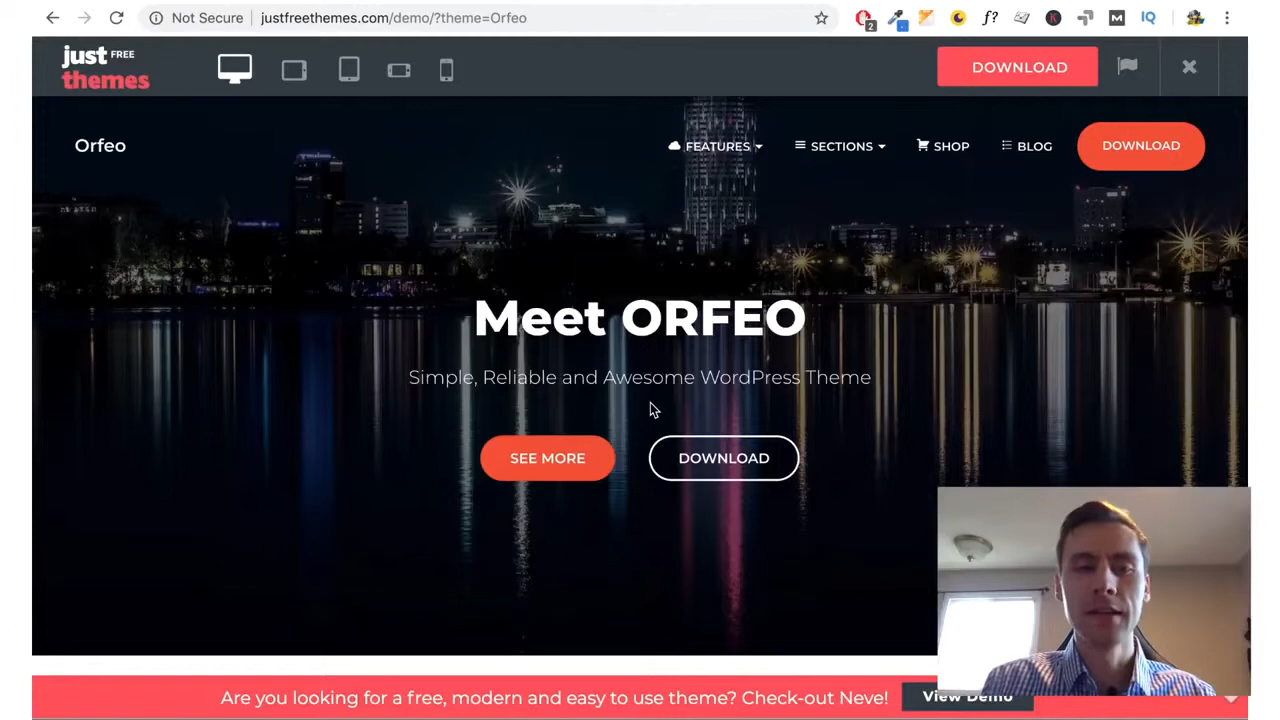 Not Secure justfreethemes.com/demo/?theme=Orfeo
2
f?
K
M
IQ
just FREE
themes
DOWNLOAD
Orfeo
FEATURES
SECTIONS
SHOP
BLOG
DOWNLOAD
Meet ORFEO
Simple, Reliable and Awesome WordPress Theme
SEE MORE
DOWNLOAD
Are you looking for a free, modern and easy to use theme? Check-out Neve!
View Demo